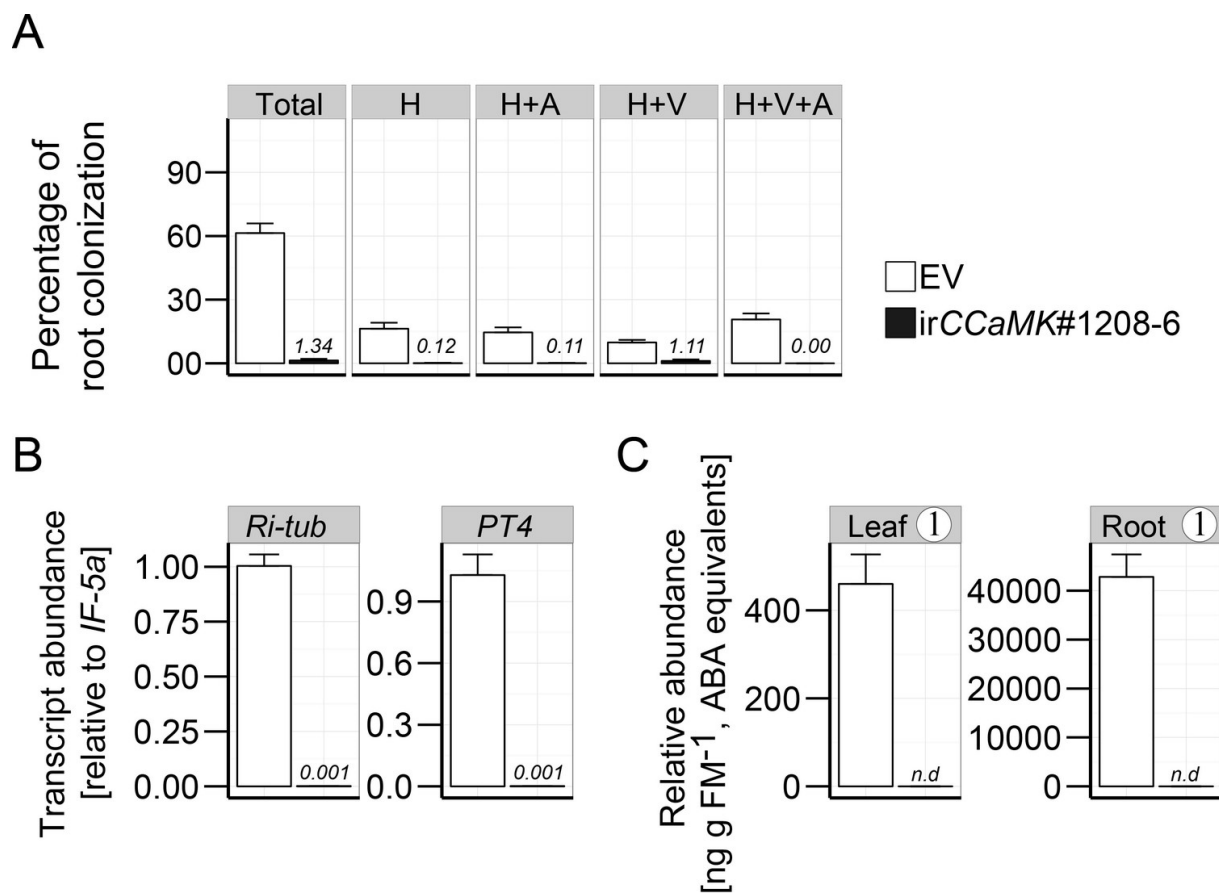 A
Total
H
H+A
H+V
H+V+A
Percentage of
root colonization
90
60
30
00
1.34
0.12
0.11
1.11
0.00
EV
irCCaMK#1208-6
B
Transcript abundance
[relative to IF-5a]
Ri-tub
1.00
0.75
0.50
0.25
0.00
0.001
PT4
0.9
0.6
0.3
0.0
0.001
C
Relative abundance
[ng g FM-1, ABA equivalents]
Leaf 1
400
200
0
n.d
Root 1
40000
30000
20000
10000
0
n.d